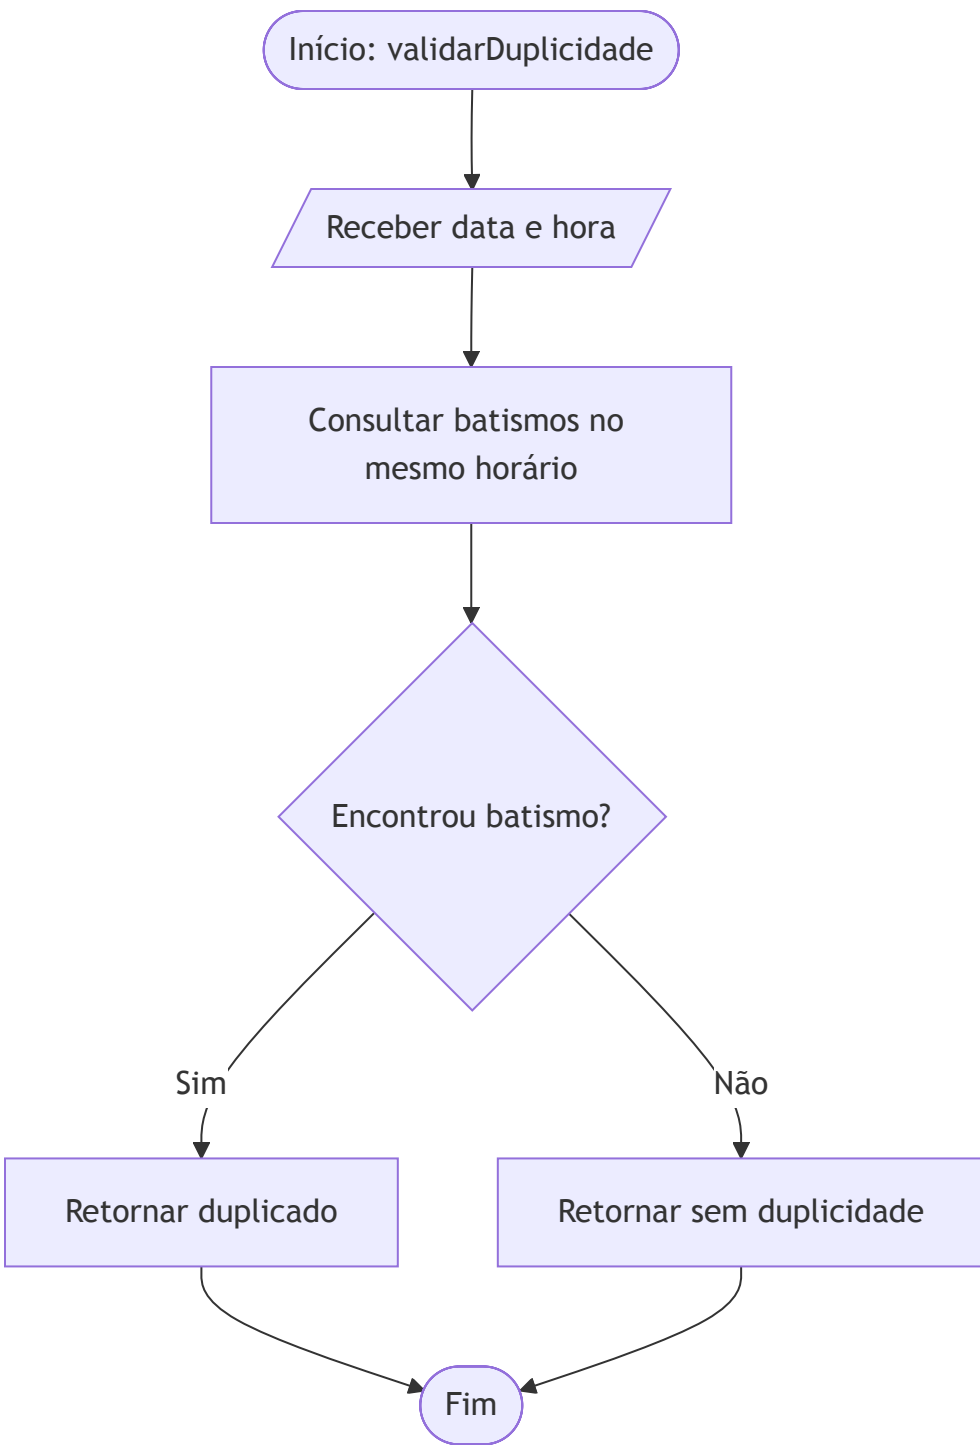 Início: validarDuplicidade
Receber data e hora
Consultar batismos no
mesmo horário
Encontrou batismo?
Sim
Não
Retornar duplicado
Retornar sem duplicidade
Fim